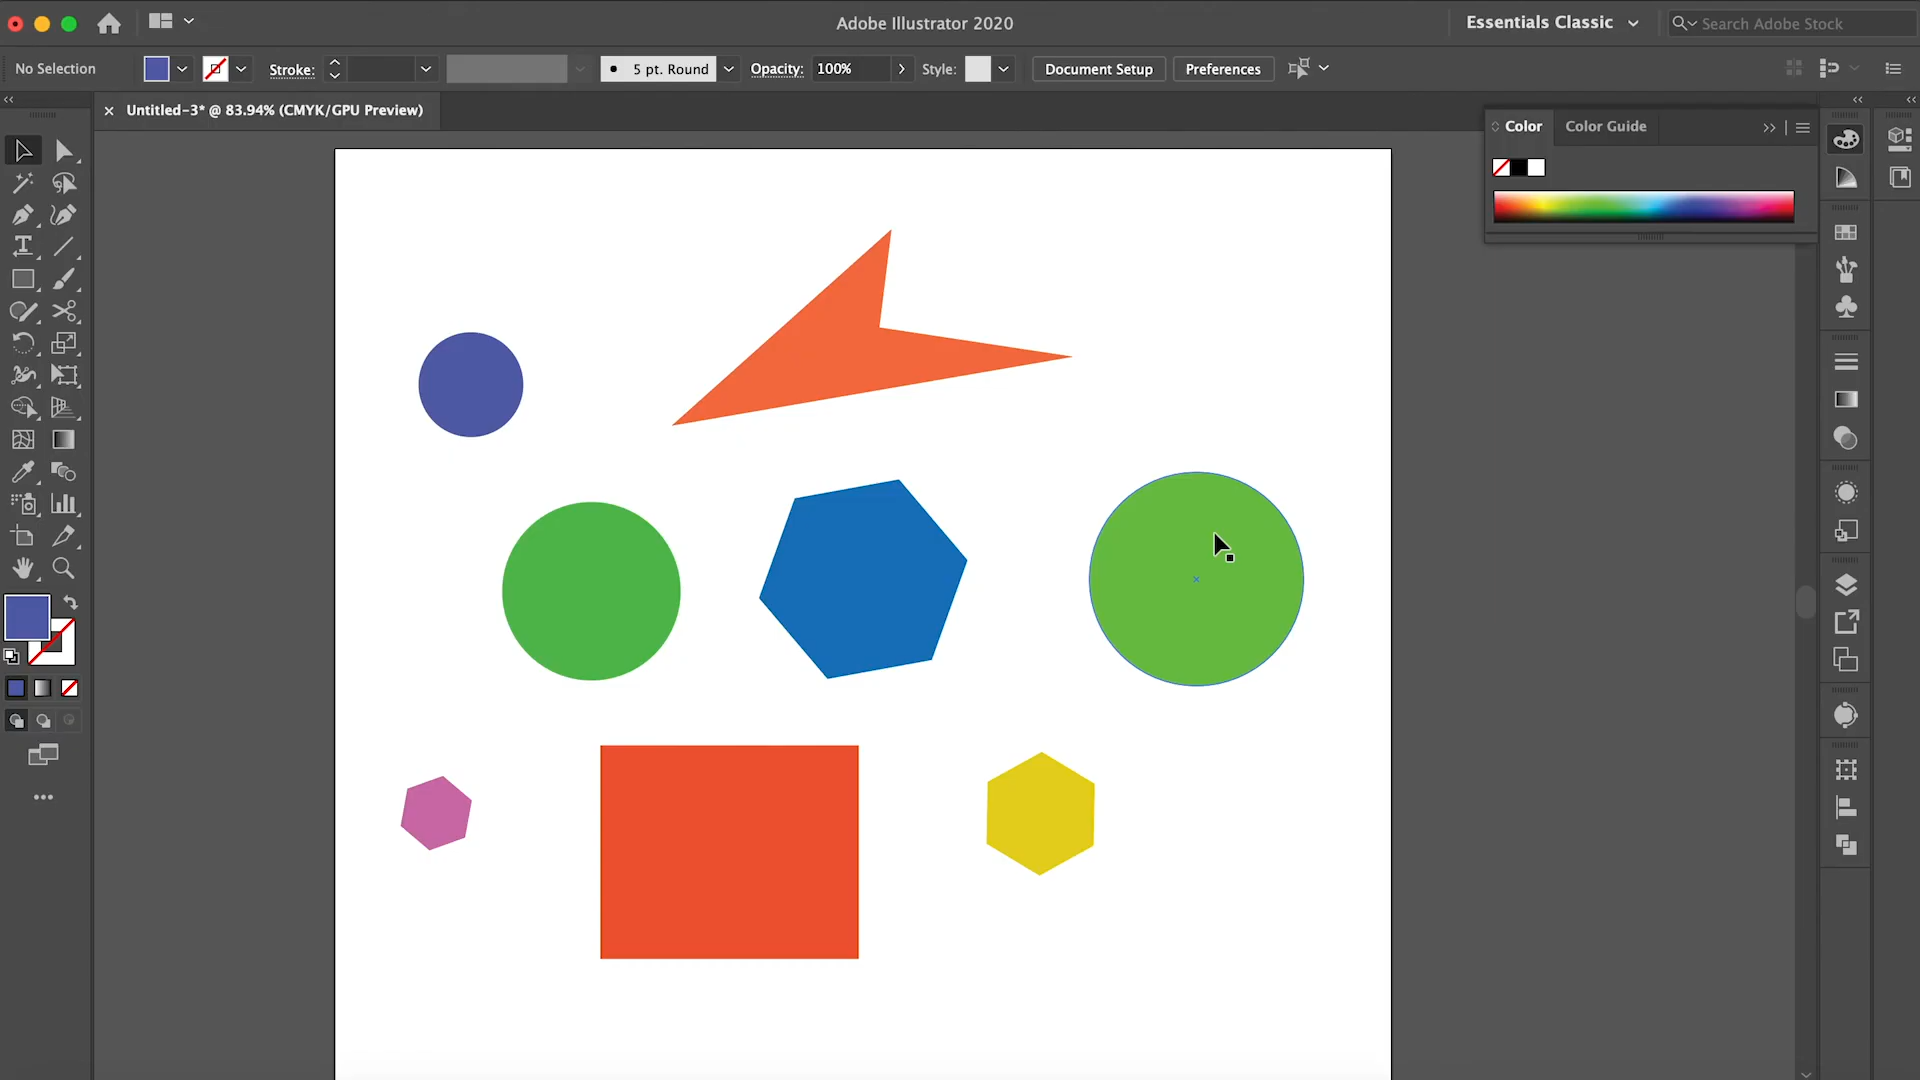 Adobe Illustrator 2020
Essentials Classic
Search Adobe Stock
No Selection
Stroke:
5 pt. Round
Opacity: 100%
Style:
Document Setup
Preferences
Untitled-3* @ 83.94% (CMYK/GPU Preview)
Color
Color Guide